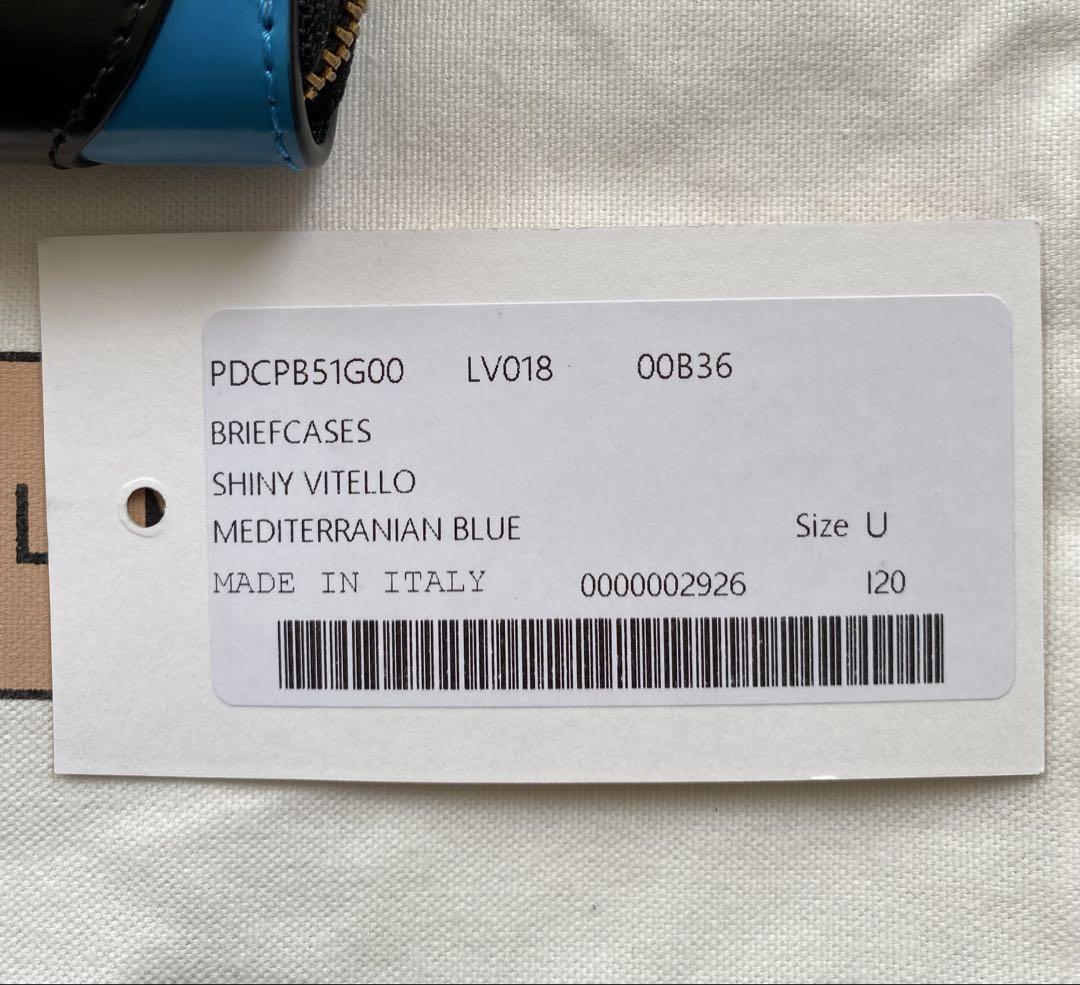 PDCPB51G00 LV018 00B36
BRIEFCASES
SHINY VITELLO
MEDITERRANIAN BLUE Size U
MADE IN ITALY 0000002926 I20
L